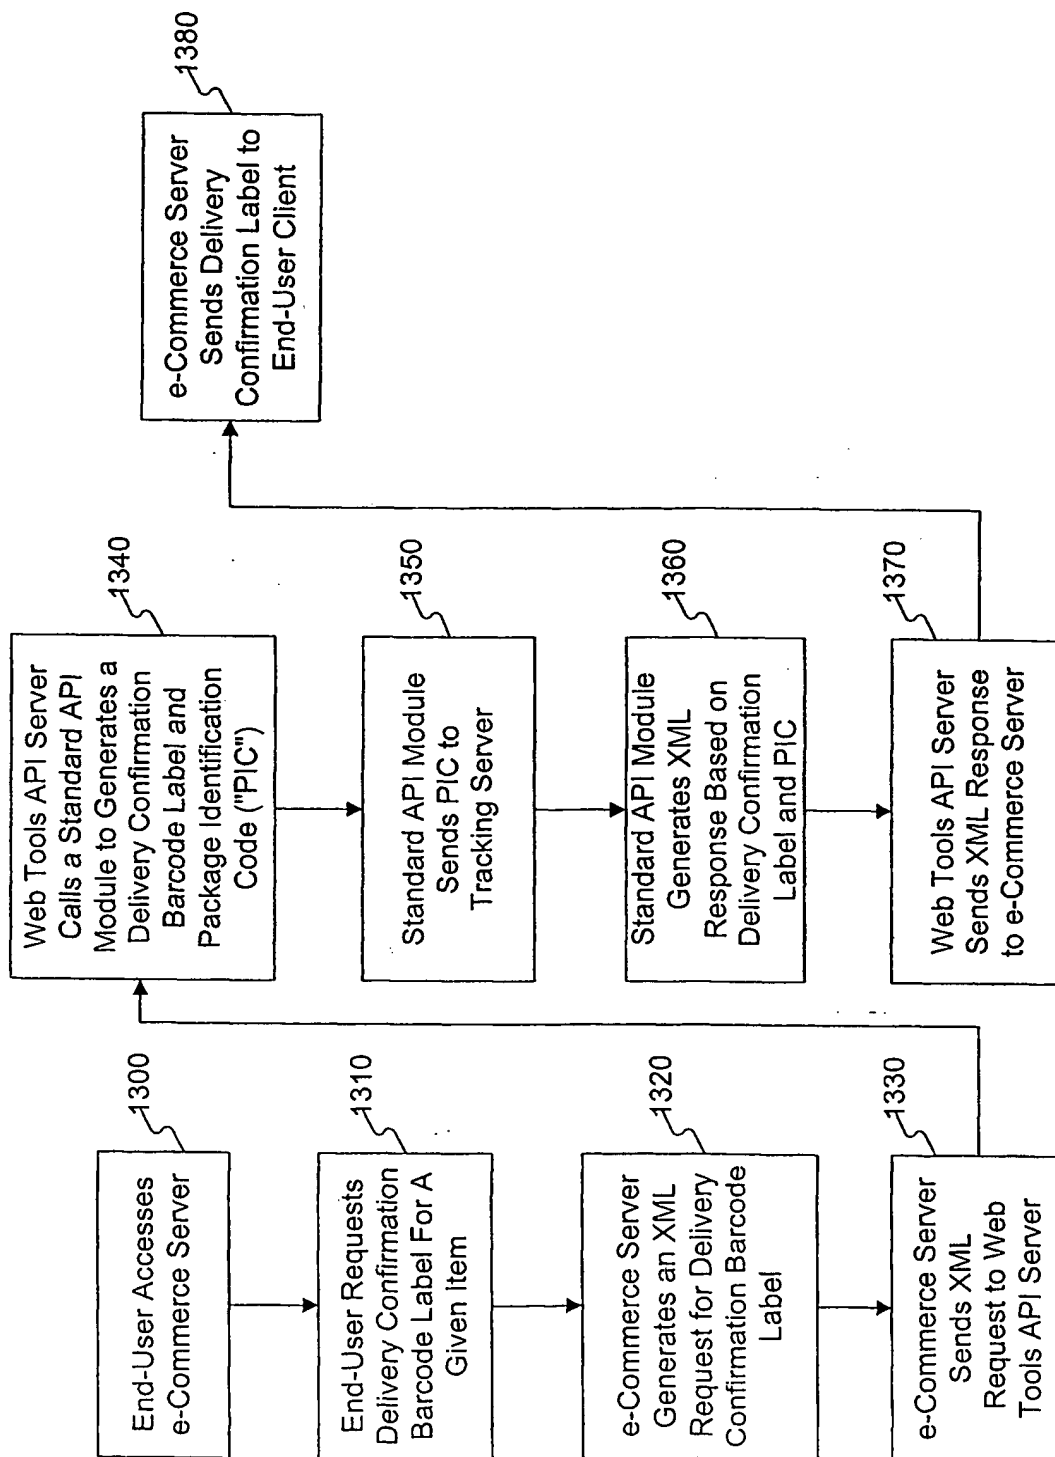 End-User Accesses
e-Commerce Server
1300
End-User Requests
Delivery Confirmation
Barcode Label For A
Given Item
1310
e-Commerce Server
Generates an XML
Request for Delivery
Confirmation Barcode
Label
1320
e-Commerce Server
Sends XML
Request to Web
Tools API Server
1330
Web Tools API Server
Calls a Standard API
Module to Generates a
Delivery Confirmation
Barcode Label and
Package Identification
Code ("PIC")
1340
Standard API Module
Sends PIC to
Tracking Server
1350
Standard API Module
Generates XML
Response Based on
Delivery Confirmation
Label and PIC
1360
Web Tools API Server
Sends XML Response
to e-Commerce Server
1370
e-Commerce Server
Sends Delivery
Confirmation Label to
End-User Client
1380